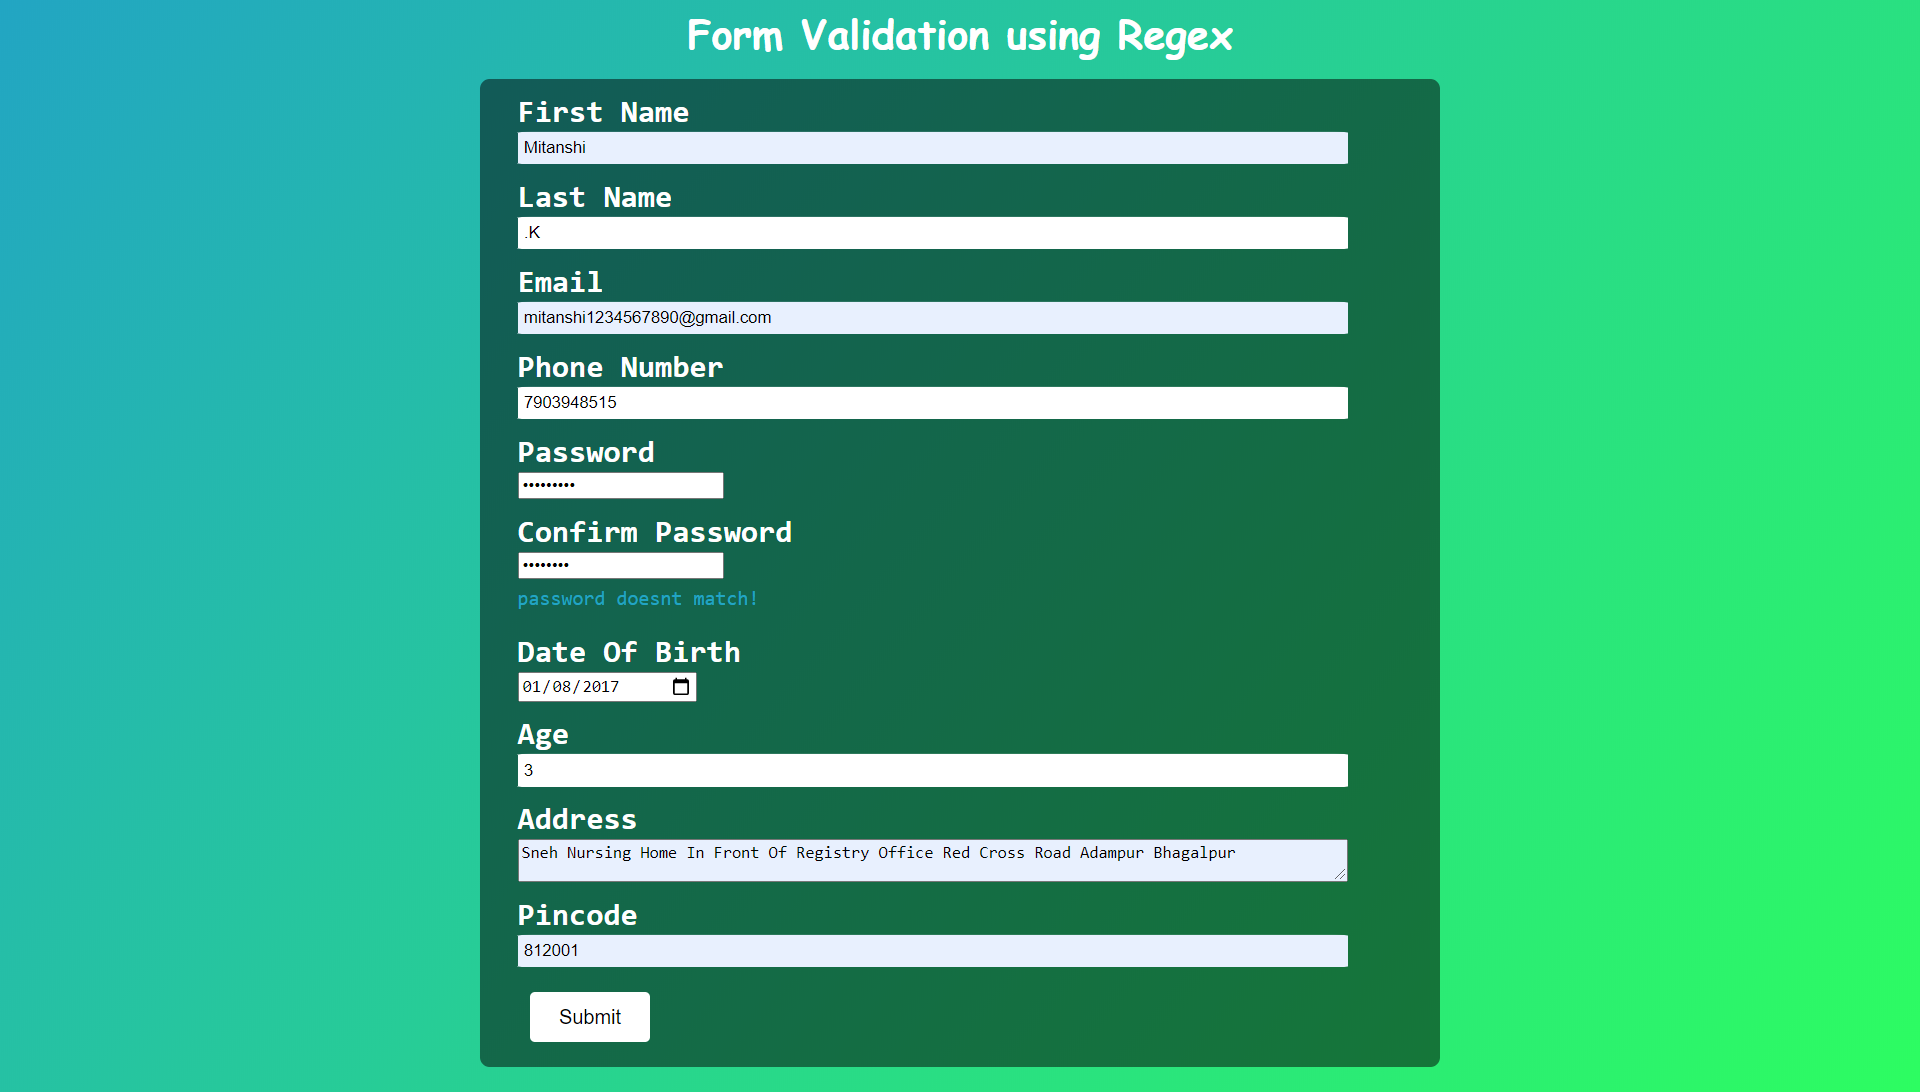 Form Validation using Regex
First Name
Mitanshi
Last Name
.K
Email
mitanshi1234567890@gmail.com
Phone Number
7903948515
Password
•••••••••
Confirm Password
••••••••
password doesnt match!
Date Of Birth
01/08/2017
Age
3
Address
Sneh Nursing Home In Front Of Registry Office Red Cross Road Adampur Bhagalpur
Pincode
812001
Submit